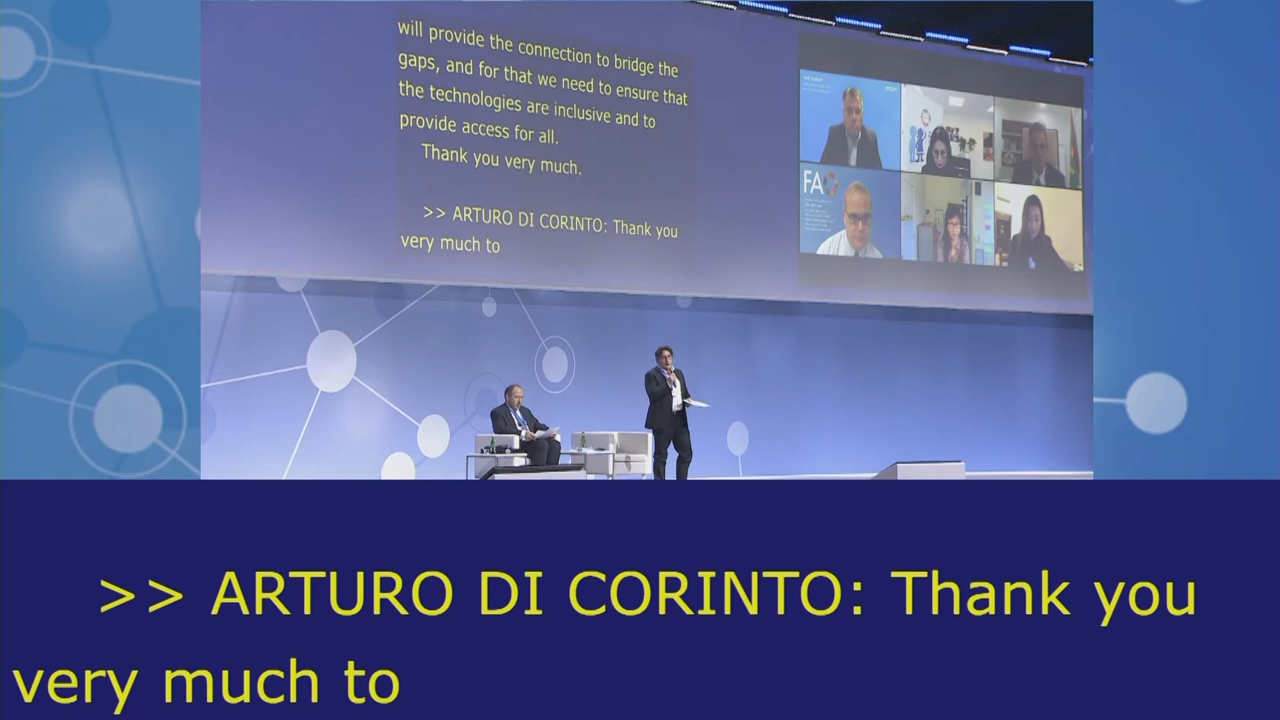 will provide the connection to bridge the
gaps, and for that we need to ensure that
the technologies are inclusive and to
provide access for all.
Thank you very much.
>> ARTURO DI CORINTO: Thank you
very much to
FAO
>> ARTURO DI CORINTO: Thank you
very much to